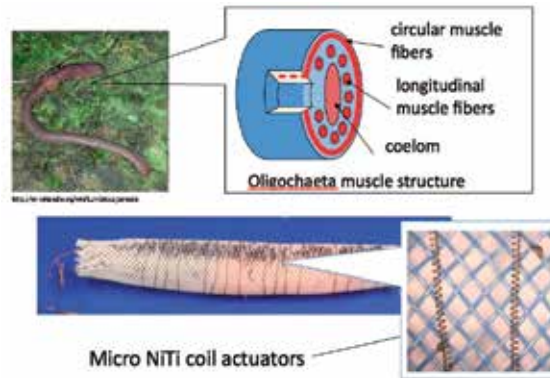 circular muscle
fibers
longitudinal
muscle fibers
coelom
Oligochaeta muscle structure
Micro NiTi coil actuators